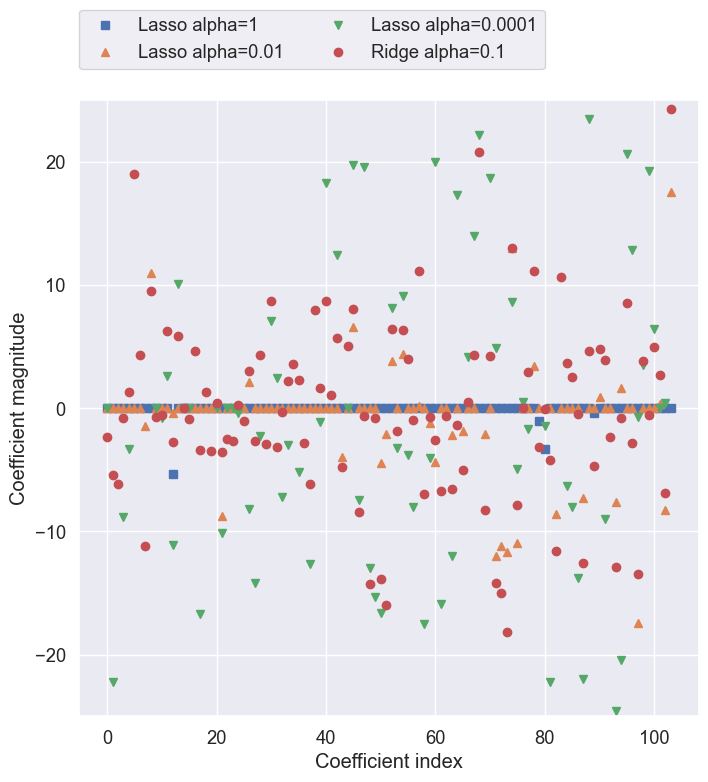 Lasso alpha=1
Lasso alpha=0.01
Lasso alpha=0.0001
Ridge alpha=0.1
20
10
0
−10
−20
Coefficient magnitude
0 20 40 60 80 100
Coefficient index